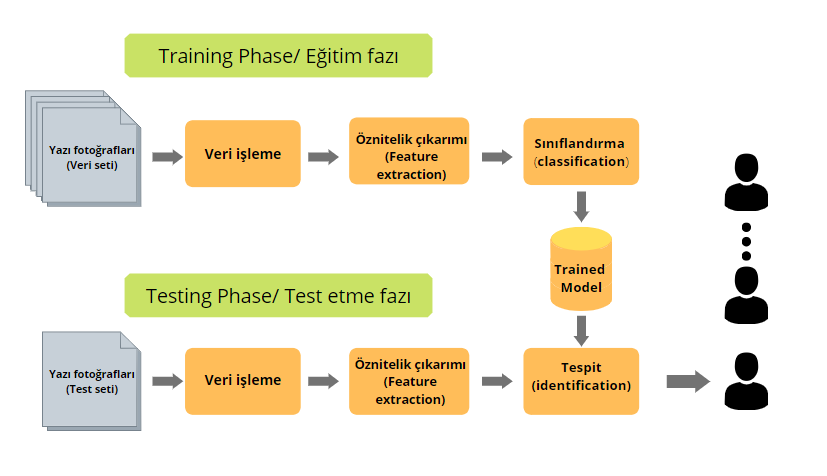 Training Phase/ Eğitim fazı
Yazı fotoğrafları
(Veri seti)
Veri işleme
Öznitelik çıkarımı
(Feature
extraction)
Sınıflandırma
(classification)
Trained
Model
Testing Phase/ Test etme fazı
Yazı fotoğrafları
(Test seti)
Veri işleme
Öznitelik çıkarımı
(Feature
extraction)
Tespit
(identification)